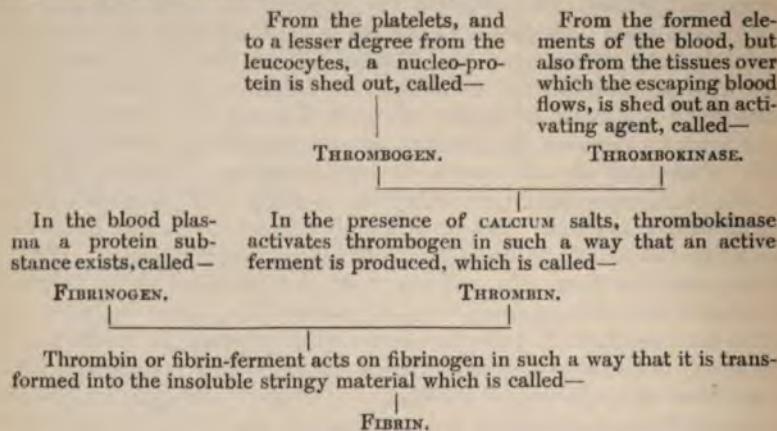 From the platelets, and
to a lesser degree from the
leucocytes, a nucleo-pro-
tein is shed out, called—
THROMBOGEN.
From the formed ele-
ments of the blood, but
also from the tissues over
which the escaping blood
flows, is shed out an acti-
vating agent, called—
THROMBOKINASE.
In the blood plas-
ma a protein sub-
stance exists, called—
FIBRINOGEN.
In the presence of CALCIUM salts, thrombokinase
activates thrombogen in such a way that an active
ferment is produced, which is called—
THROMBIN.
Thrombin or fibrin-ferment acts on fibrinogen in such a way that it is trans-
formed into the insoluble stringy material which is called—
FIBRIN.